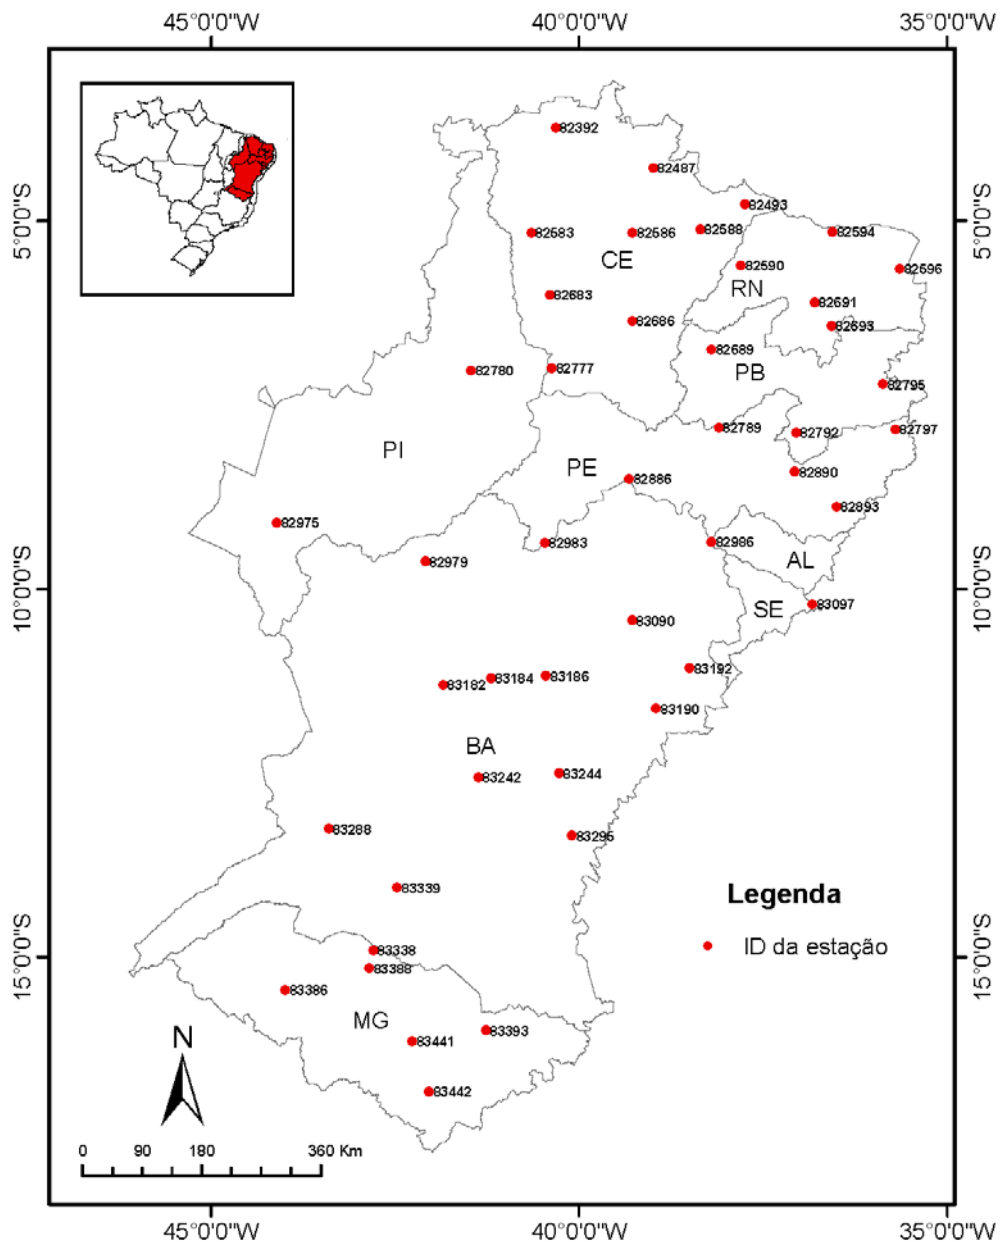 45°0'0"W
40°0'0"W
35°0'0"W
82392
82487
82493
5°0'0"S
5°0'0"S
82583
82586
82588
82594
CE
82590
82596
RN
82683
82691
82686
82693
82689
PB
82780
82777
82795
82789
82792
82797
PI
PE
82886
82890
82893
82975
82983
82986
82979
AL
10°0'0"S
10°0'0"S
SE
83097
83090
83192
83182
83184
83186
83190
BA
83242
83244
83288
83295
83339
Legenda
ID da estação
83338
83388
15°0'0"S
15°0'0"S
83386
MG
83393
83441
N
83442
0
90
180
360 Km
45°0'0"W
40°0'0"W
35°0'0"W